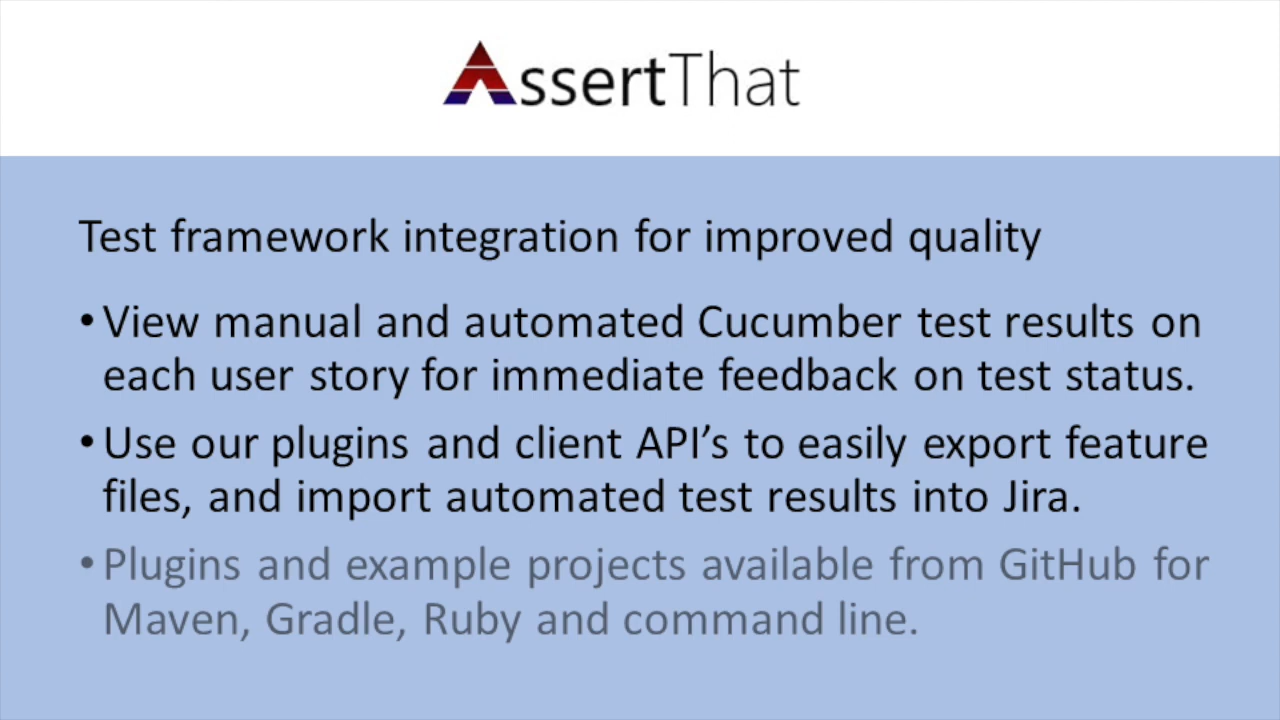 AssertThat
Test framework integration for improved quality
•View manual and automated Cucumber test results on
each user story for immediate feedback on test status.
•Use our plugins and client API’s to easily export feature
files, and import automated test results into Jira.
•Plugins and example projects available from GitHub for
Maven, Gradle, Ruby and command line.